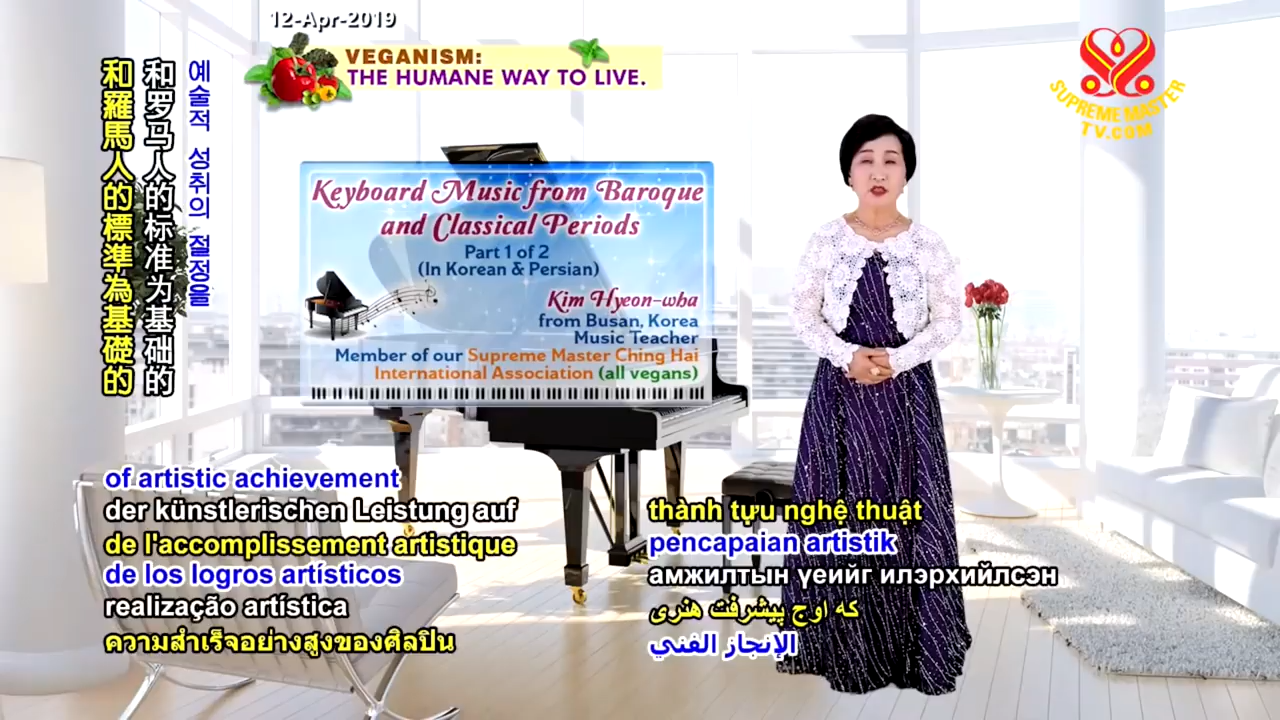 12-Apr-2019
VEGANISM:
THE HUMANE WAY TO LIVE.
SUPREME MASTER
TV.COM
예술적 성취의 절정을
和罗马人的标准为基础的
和羅馬人的標準為基礎的
Keyboard Music from Baroque
and Classical Periods
Part 1 of 2
(In Korean & Persian)
Kim Hyeon-wha
from Busan, Korea
Music Teacher
Member of our Supreme Master Ching Hai
International Association (all vegans)
of artistic achievement
der künstlerischen Leistung auf
de l'accomplissement artistique
de los logros artísticos
realização artística
ความสำเร็จอย่างสูงของศิลปิน
thành tựu nghệ thuật
pencapaian artistik
амжилтын үеийг илэрхийлсэн
که اوج پیشرفت هنری
الإنجاز الفني